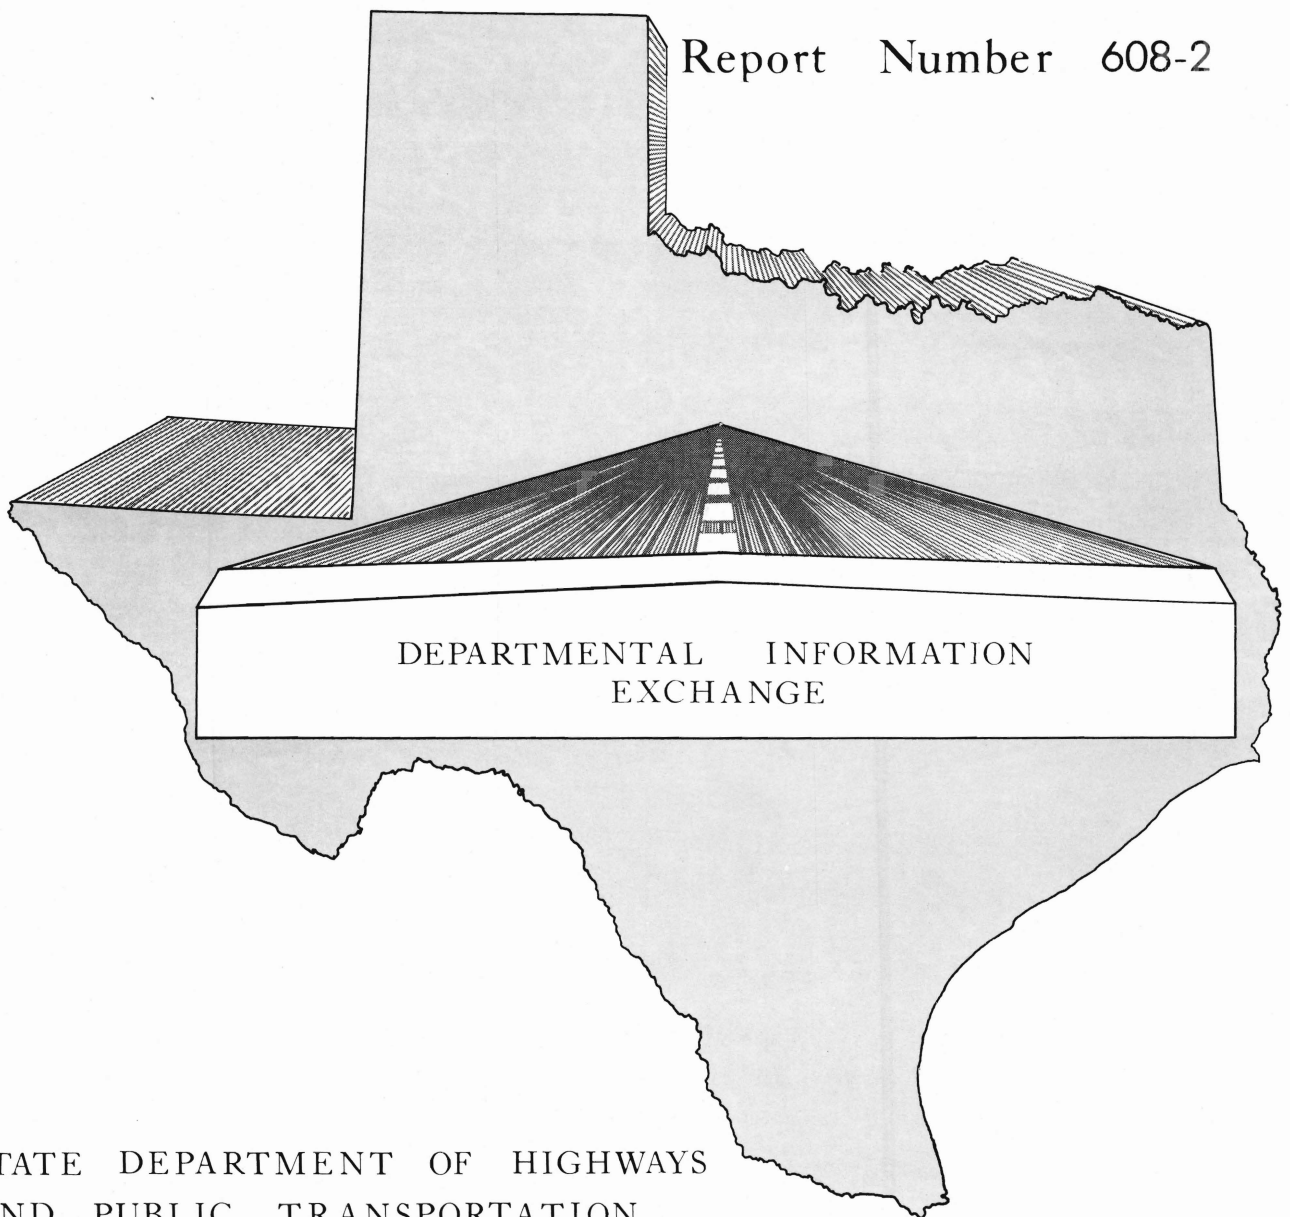 Report Number 608-2
DEPARTMENTAL INFORMATION
EXCHANGE
TATE DEPARTMENT OF HIGHWAYS
ND PUBLIC TRANSPORTATION